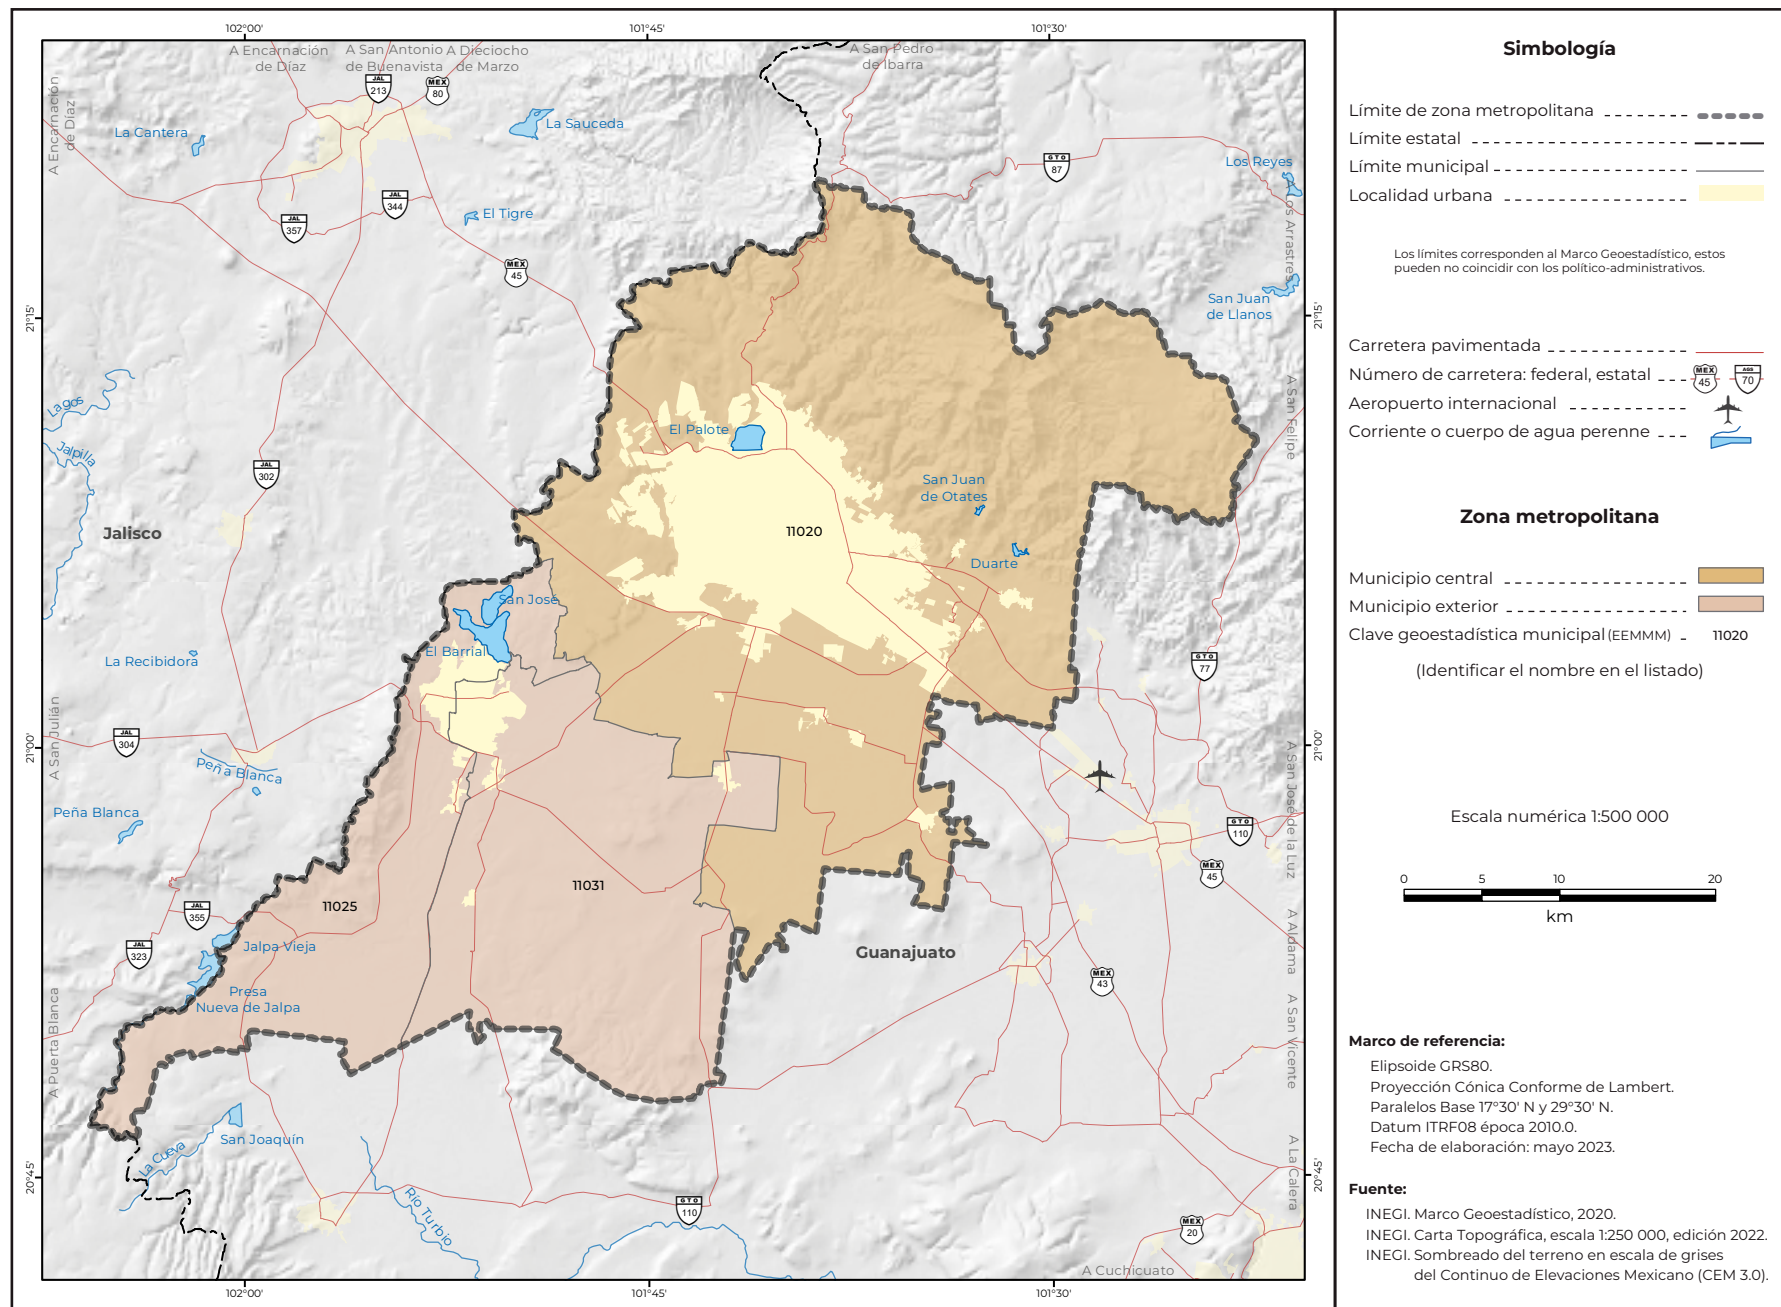 102°00'
101°45'
101°30'
A Encarnación
de Díaz
A San Antonio
de Buenavista
A Dieciocho
de Marzo
A San Pedro
de Ibarra
A Encarnación
de Díaz
JAL
213
MEX
80
La Cantera
La Sauceda
GTO
87
Los Reyes
JAL
344
El Tigre
JAL
357
A Los Arrastres
MEX
45
San Juan
de Llanos
21°15'
21°15'
Lagos
A San Felipe
El Palote
Jalpilla
JAL
302
San Juan
de Otates
Jalisco
11020
Duarte
San José
El Barrial
La Recibidora
GTO
77
A San Julián
JAL
304
21°00'
21°00'
Peña Blanca
A San José de la Luz
Peña Blanca
GTO
110
MEX
45
11031
11025
JAL
355
Jalpa Vieja
JAL
323
Guanajuato
A Aldama
MEX
43
Presa
Nueva de Jalpa
A Puerta Blanca
A San Vicente
San Joaquín
La Cueva
A La Calera
20°45'
20°45'
Río Turbio
GTO
110
MEX
20
A Cuchicuato
102°00'
101°45'
101°30'
Simbología
Límite de zona metropolitana
Límite estatal
Límite municipal
Localidad urbana
Los límites corresponden al Marco Geoestadístico, estos
pueden no coincidir con los político-administrativos.
Carretera pavimentada
Número de carretera: federal, estatal
MEX
45
AGS
70
Aeropuerto internacional
Corriente o cuerpo de agua perenne
Zona metropolitana
Municipio central
Municipio exterior
Clave geoestadística municipal (EEMMM) 11020
(Identificar el nombre en el listado)
Escala numérica 1:500 000
0 5 10 20
km
Marco de referencia:
Elipsoide GRS80.
Proyección Cónica Conforme de Lambert.
Paralelos Base 17°30' N y 29°30' N.
Datum ITRF08 época 2010.0.
Fecha de elaboración: mayo 2023.
Fuente:
INEGI. Marco Geoestadístico, 2020.
INEGI. Carta Topográfica, escala 1:250 000, edición 2022.
INEGI. Sombreado del terreno en escala de grises
del Continuo de Elevaciones Mexicano (CEM 3.0).